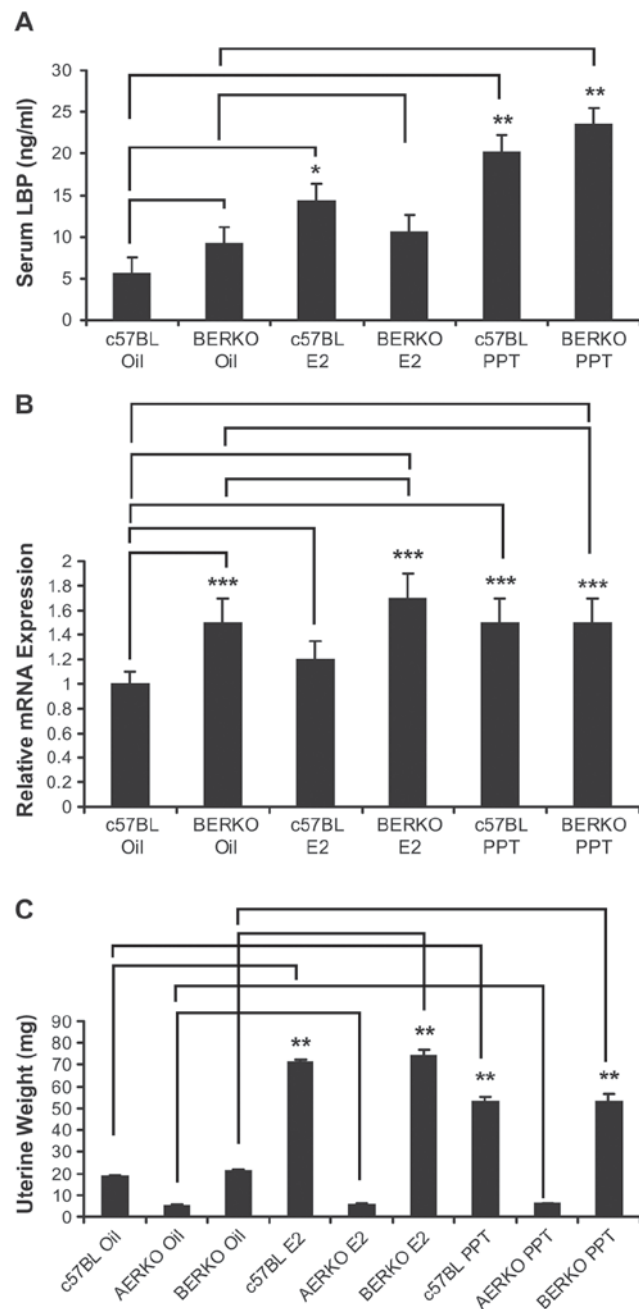 A
Serum LBP (ng/ml)
30
25
20
15
10
5
0
*
**
**
c57BL Oil
BERKO Oil
c57BL E2
BERKO E2
c57BL PPT
BERKO PPT
B
Relative mRNA Expression
2
1.8
1.6
1.4
1.2
1
0.8
0.6
0.4
0.2
0
***
***
***
***
c57BL Oil
BERKO Oil
c57BL E2
BERKO E2
c57BL PPT
BERKO PPT
C
Uterine Weight (mg)
90
80
70
60
50
40
30
20
10
0
**
**
**
**
c57BL Oil
AERKO Oil
BERKO Oil
c57BL E2
AERKO E2
BERKO E2
c57BL PPT
AERKO PPT
BERKO PPT